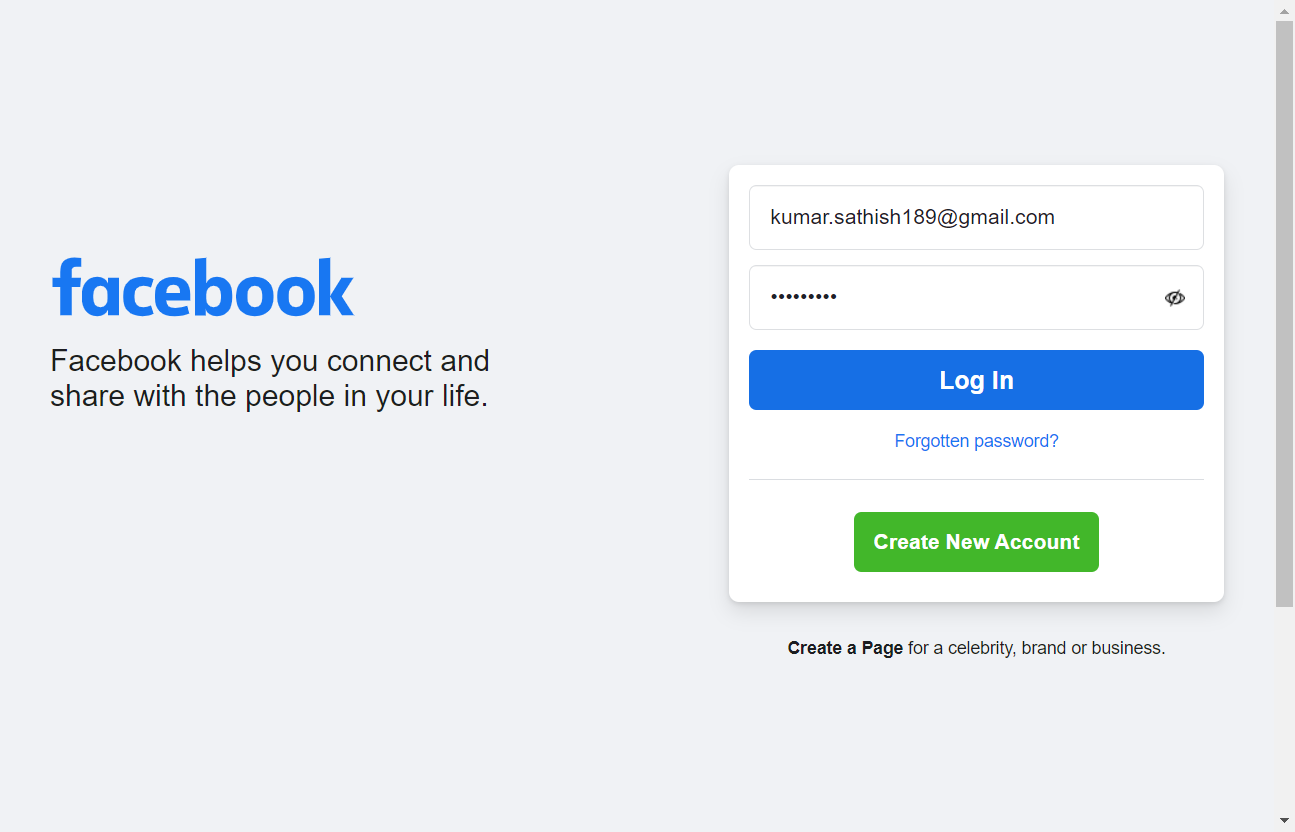 facebook
Facebook helps you connect and
share with the people in your life.
kumar.sathish189@gmail.com
•••••••••
Log In
Forgotten password?
Create New Account
Create a Page for a celebrity, brand or business.